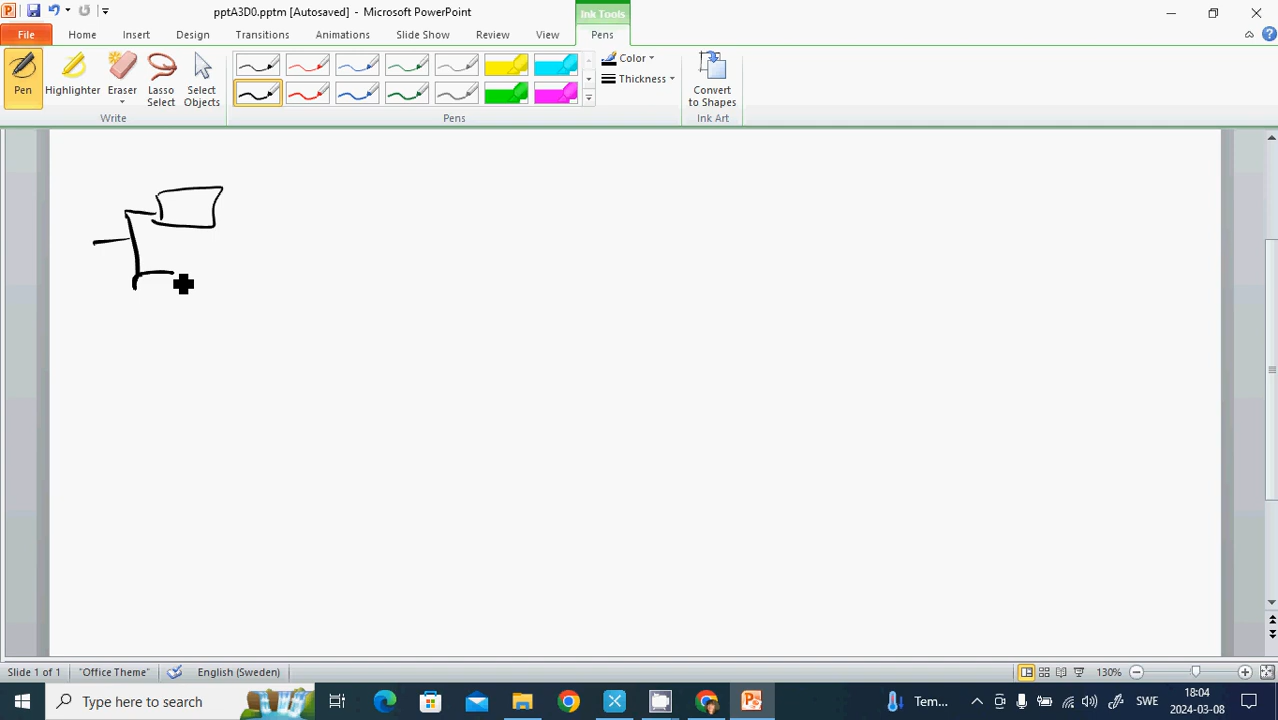 pptA3D0.pptm [Autosaved] - Microsoft PowerPoint
Ink Tools
File Home Insert Design Transitions Animations Slide Show Review View Pens
Pen
Highlighter
Eraser
Lasso
Select
Select
Objects
Write
Pens
Color
Thickness
Convert
to Shapes
Ink Art
Slide 1 of 1
"Office Theme"
English (Sweden)
130%
Type here to search
Tem...
SWE
18:04
2024-03-08